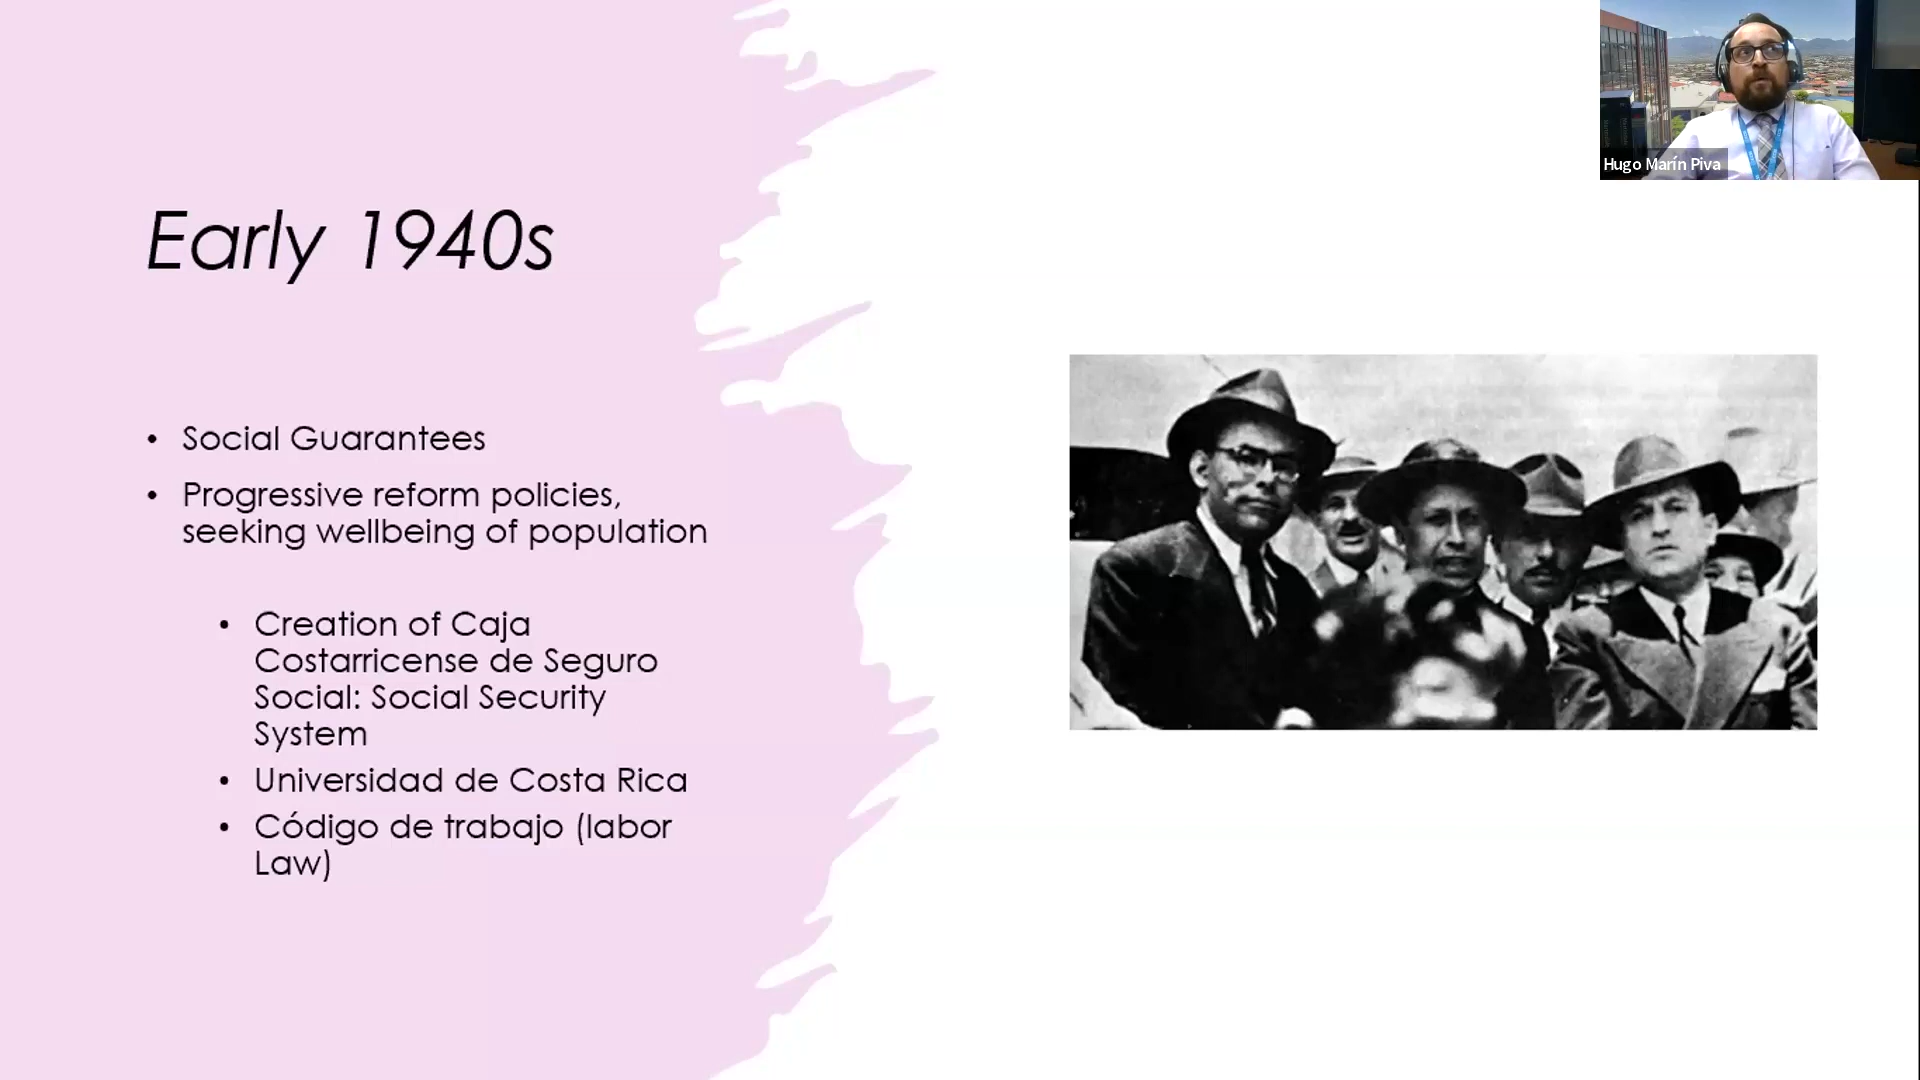 Early 1940s
• Social Guarantees
• Progressive reform policies,
seeking wellbeing of population
• Creation of Caja
Costarricense de Seguro
Social: Social Security
System
• Universidad de Costa Rica
• Código de trabajo (labor
Law)
Hugo Marín Piva